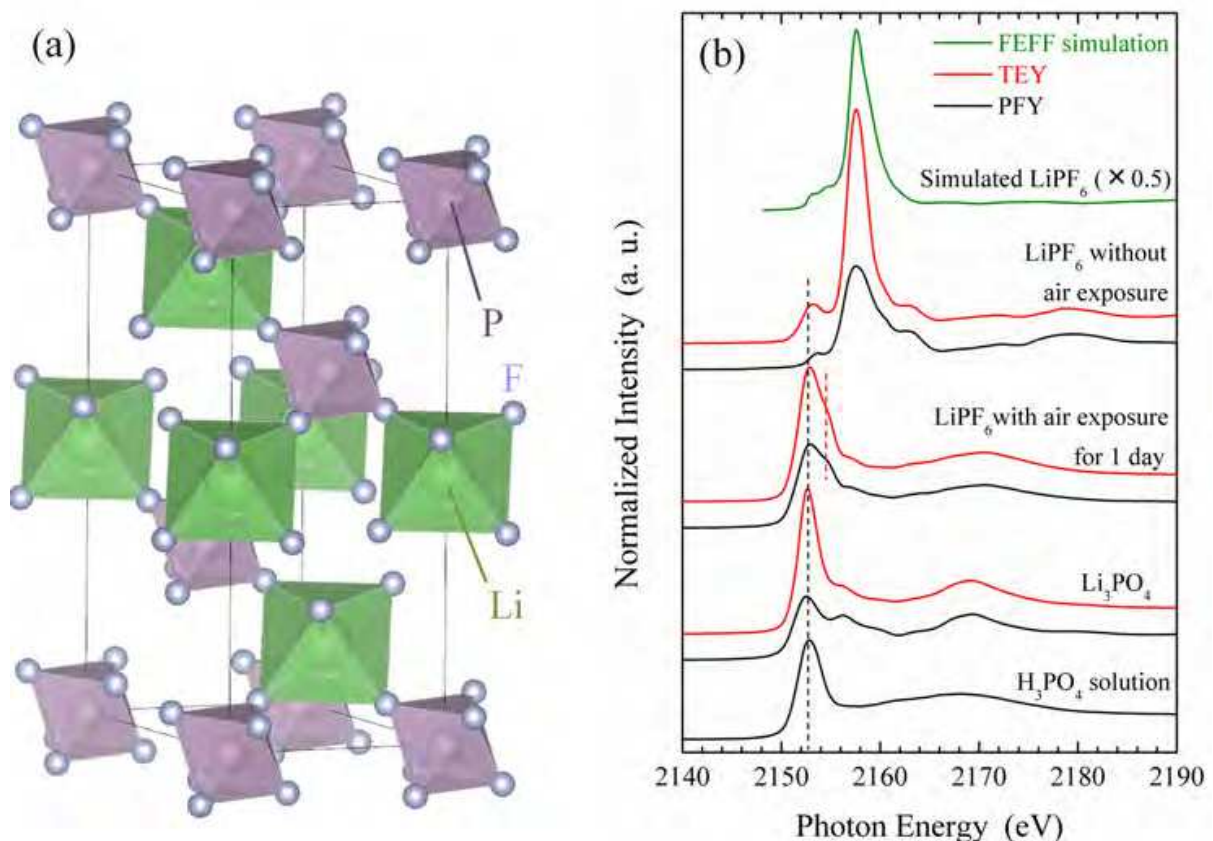 (a)
P
F
Li
(b)
FEFF simulation
TEY
PFY
Simulated LiPF₆ (×0.5)
LiPF₆ without
air exposure
LiPF₆ with air exposure
for 1 day
Li₃PO₄
H₃PO₄ solution
Normalized Intensity (a. u.)
2140 2150 2160 2170 2180 2190
Photon Energy (eV)